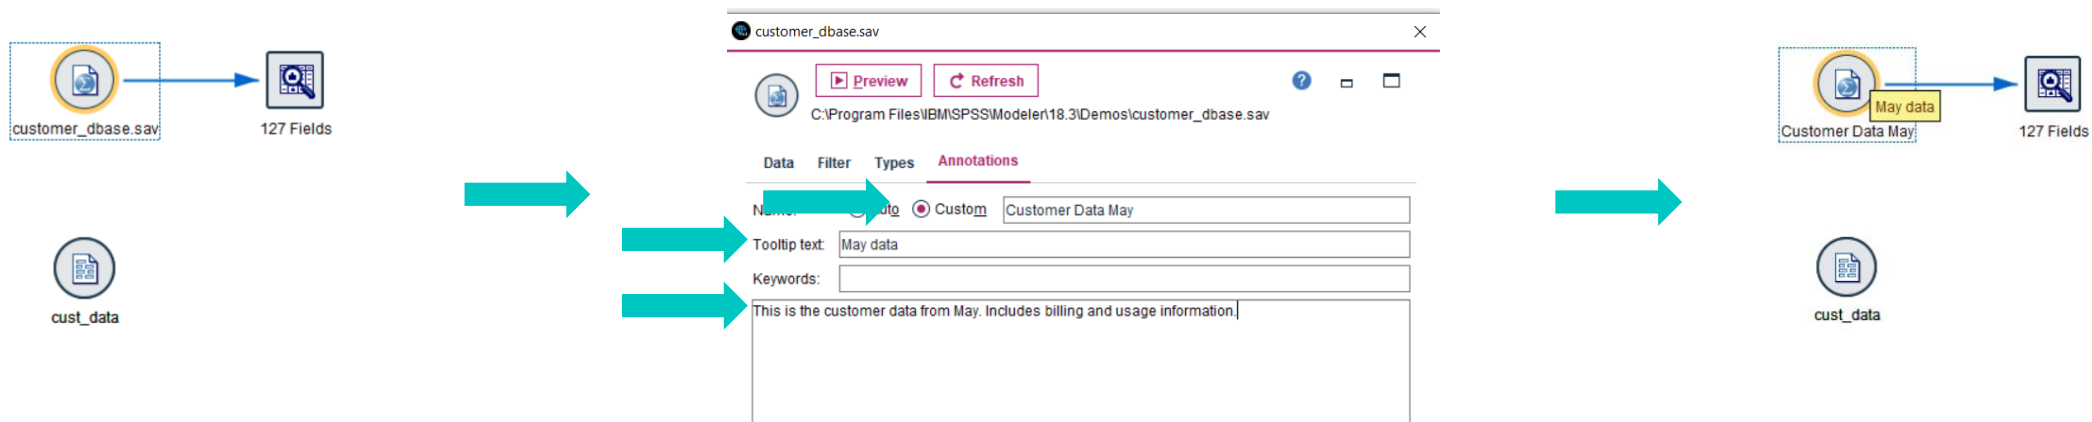 customer_dbase.sav
127 Fields
cust_data
customer_dbase.sav
Preview
Refresh
?
C:\Program Files\IBM\SPSS\Modeler\18.3\Demos\customer_dbase.sav
Data Filter Types Annotations
Custom Customer Data May
Tooltip text: May data
Keywords:
This is the customer data from May. Includes billing and usage information.
May data
Customer Data May
127 Fields
cust_data